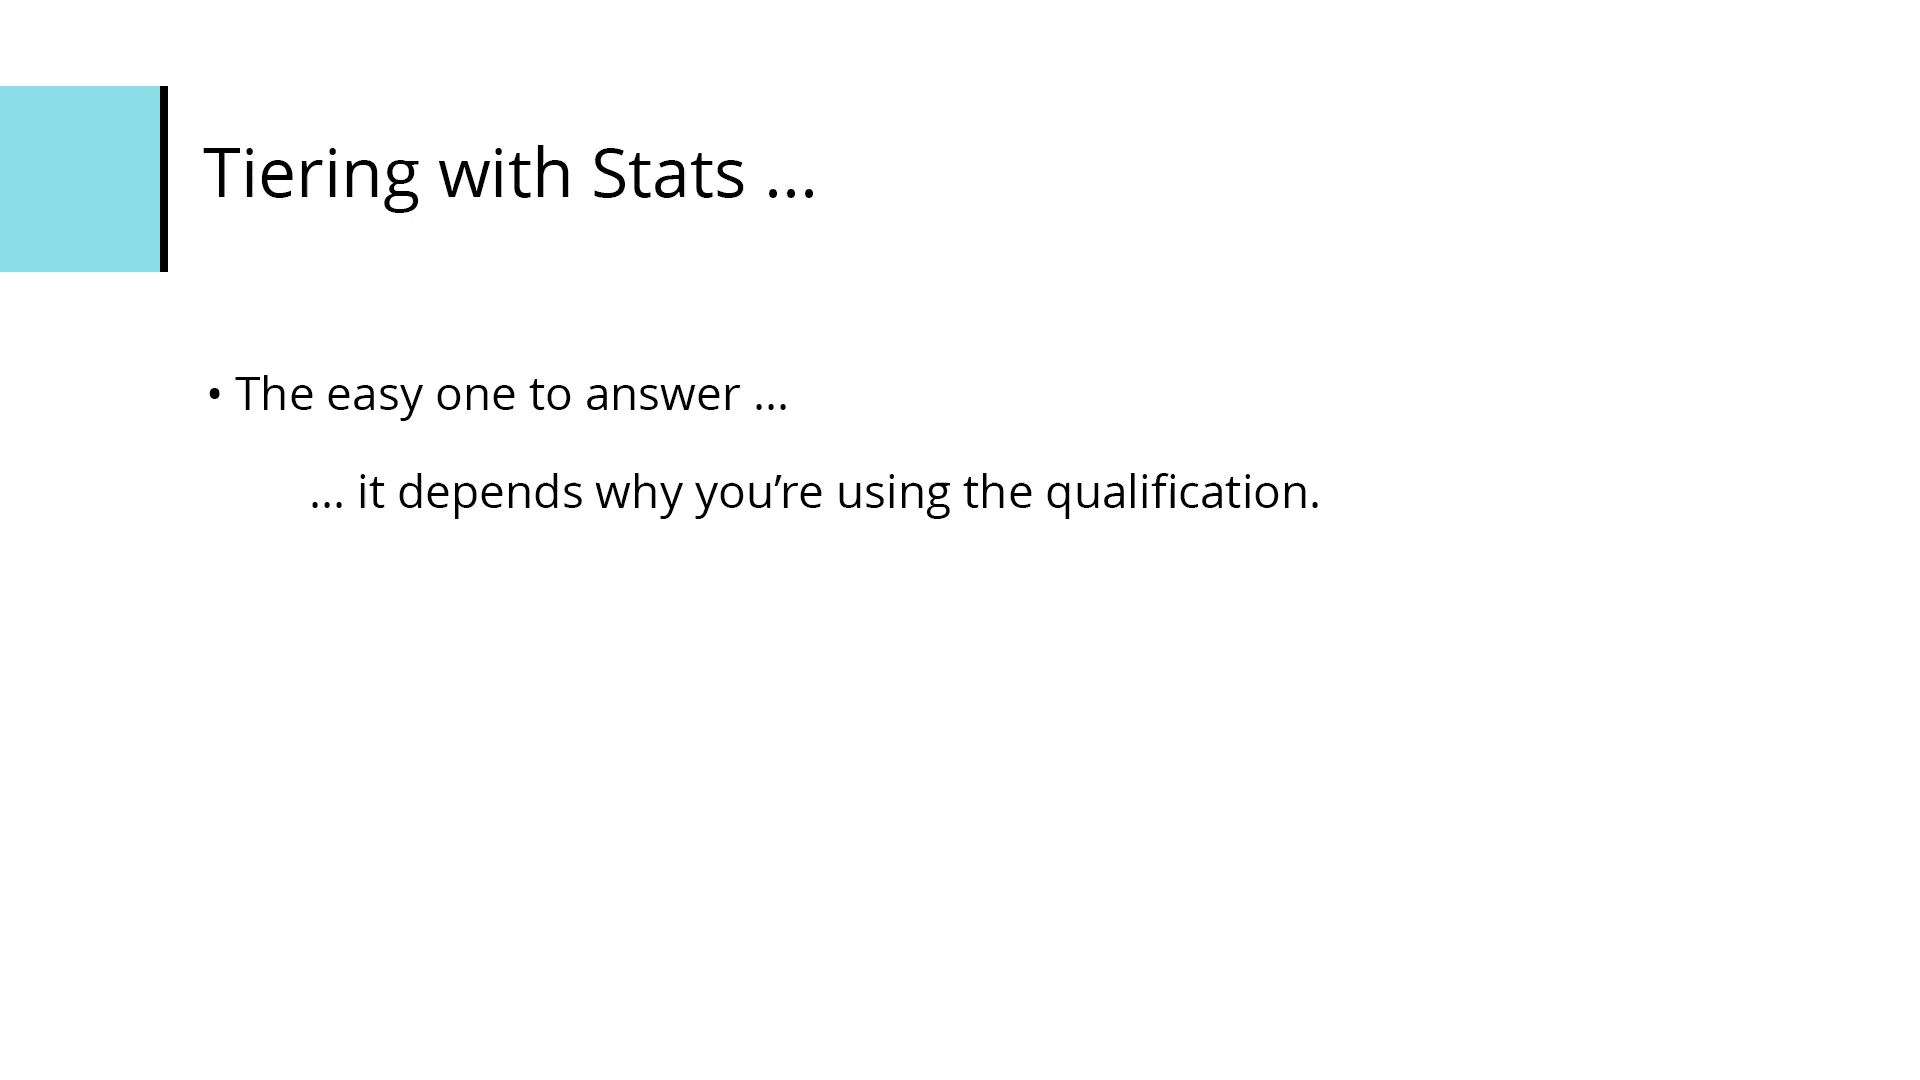 Tiering with Stats …
• The easy one to answer …
… it depends why you’re using the qualification.